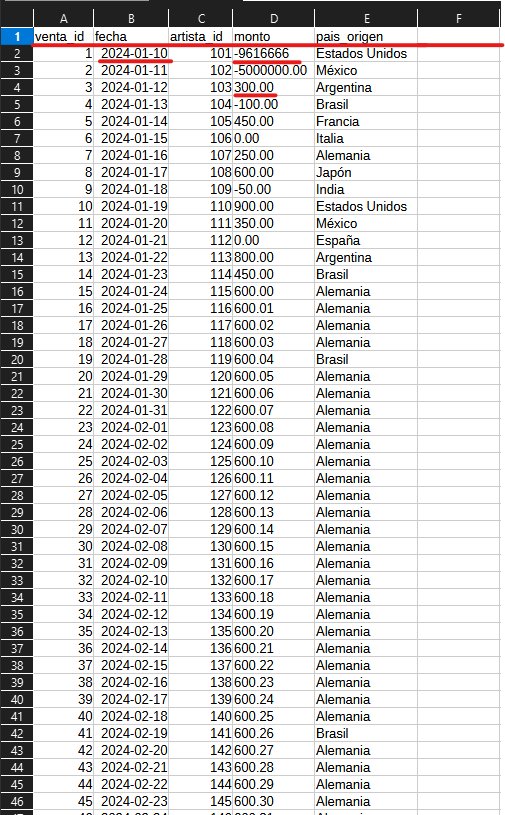 A B C D E F
1 venta_id fecha artista_id monto pais_origen
2 1 2024-01-10 101 -9616666 Estados Unidos
3 2 2024-01-11 102 -5000000.00 México
4 3 2024-01-12 103 300.00 Argentina
5 4 2024-01-13 104 -100.00 Brasil
6 5 2024-01-14 105 450.00 Francia
7 6 2024-01-15 106 0.00 Italia
8 7 2024-01-16 107 250.00 Alemania
9 8 2024-01-17 108 600.00 Japón
10 9 2024-01-18 109 -50.00 India
11 10 2024-01-19 110 900.00 Estados Unidos
12 11 2024-01-20 111 350.00 México
13 12 2024-01-21 112 0.00 España
14 13 2024-01-22 113 800.00 Argentina
15 14 2024-01-23 114 450.00 Brasil
16 15 2024-01-24 115 600.00 Alemania
17 16 2024-01-25 116 600.01 Alemania
18 17 2024-01-26 117 600.02 Alemania
19 18 2024-01-27 118 600.03 Alemania
20 19 2024-01-28 119 600.04 Brasil
21 20 2024-01-29 120 600.05 Alemania
22 21 2024-01-30 121 600.06 Alemania
23 22 2024-01-31 122 600.07 Alemania
24 23 2024-02-01 123 600.08 Alemania
25 24 2024-02-02 124 600.09 Alemania
26 25 2024-02-03 125 600.10 Alemania
27 26 2024-02-04 126 600.11 Alemania
28 27 2024-02-05 127 600.12 Alemania
29 28 2024-02-06 128 600.13 Alemania
30 29 2024-02-07 129 600.14 Alemania
31 30 2024-02-08 130 600.15 Alemania
32 31 2024-02-09 131 600.16 Alemania
33 32 2024-02-10 132 600.17 Alemania
34 33 2024-02-11 133 600.18 Alemania
35 34 2024-02-12 134 600.19 Alemania
36 35 2024-02-13 135 600.20 Alemania
37 36 2024-02-14 136 600.21 Alemania
38 37 2024-02-15 137 600.22 Alemania
39 38 2024-02-16 138 600.23 Alemania
40 39 2024-02-17 139 600.24 Alemania
41 40 2024-02-18 140 600.25 Alemania
42 41 2024-02-19 141 600.26 Brasil
43 42 2024-02-20 142 600.27 Alemania
44 43 2024-02-21 143 600.28 Alemania
45 44 2024-02-22 144 600.29 Alemania
46 45 2024-02-23 145 600.30 Alemania